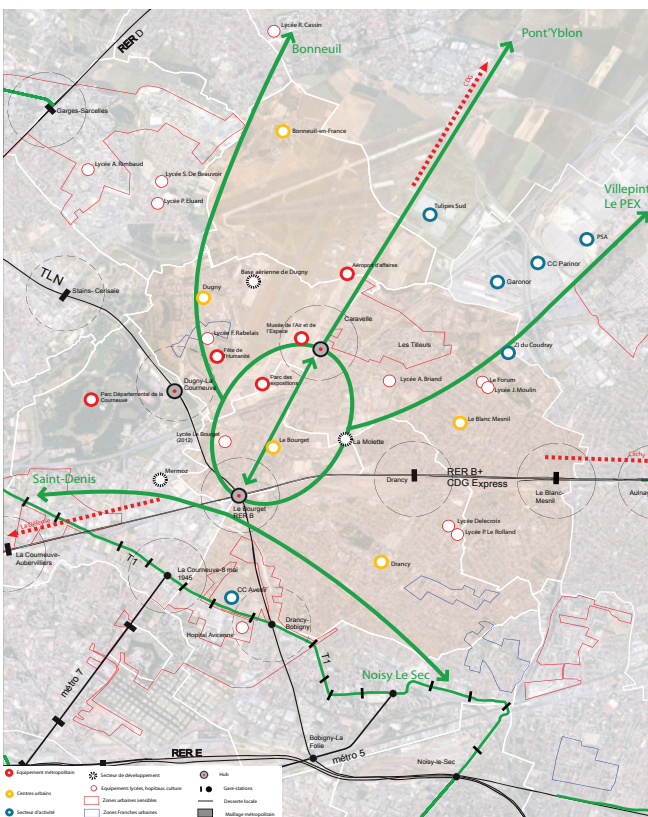 Lycée R. Cassin
Bonneuil
Pont'Yblon
RER D
CDG
Garges-Sarcelles
Bonneuil-en-France
Lycée A. Rimbaud
Lycée S. De Beauvoir
Lycée P. Eluard
Villepint
Le PEX
Tulipes Sud
PSA
CC Parinor
Garonor
TLN
Stains- Cerisaie
Base aérienne de Dugny
Aéroport d'affaires
Dugny
Caravelle
Musée de l'Air et de
l'Espace
Lycée F. Rabelais
Les Tilleuls
ZI du Coudray
Fête de
l'Humanité
Dugny-La
Courneuve
Parc des
expositions
Lycée A. Briand
Le Forum
Lycée J. Moulin
Parc Départemental de la
Courneuve
Le Blanc Mesnil
Lycée Le Bourget
(2012)
Le Bourget
La Molette
Clichy
Saint-Denis
Mermoz
Drancy
RER B+
CDG Express
Le Blanc-
Mesnil
Aulnay
Le Bourget
RER B
La Courneuve-
Aubervilliers
Lycée Delacroix
Lycée P. Le Rolland
T1
La Courneuve-8 mai
1945
Drancy
CC Avenir
Drancy-
Bobigny
Hopital Avicenne
T1
Noisy Le Sec
métro 7
Bobigny-La
Folie
RER E
métro 5
Noisy-le-Sec
Equipement métropolitain
Secteur de développement
Hub
Equipement lycées, hopitaux, culture
Gare-stations
Centres urbains
Zones urbaines sensibles
Desserte locale
Secteur d'activité
Zones Franches urbaines
Maillage métropolitain